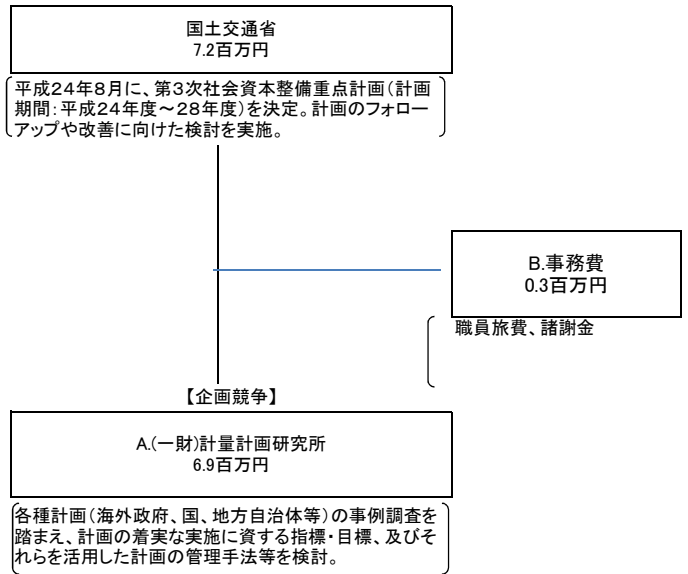 国土交通省
7.2百万円
平成24年8月に、第3次社会資本整備重点計画(計画
期間:平成24年度～28年度)を決定。計画のフォロー
アップや改善に向けた検討を実施。
B.事務費
0.3百万円
職員旅費、諸謝金
【企画競争】
A.(一財)計量計画研究所
6.9百万円
各種計画(海外政府、国、地方自治体等)の事例調査を
踏まえ、計画の着実な実施に資する指標・目標、及びそ
れらを活用した計画の管理手法等を検討。